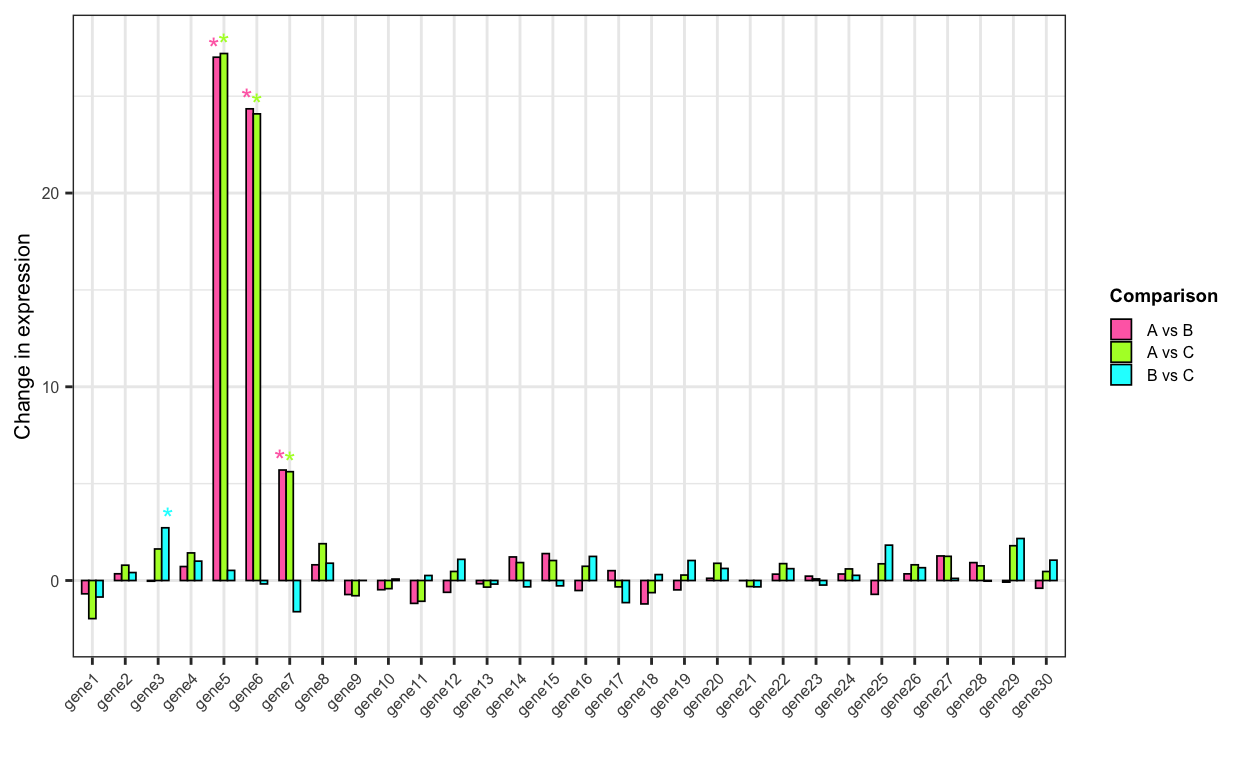 Change in expression
20
10
0
*
*
*
*
*
*
*
gene1
gene2
gene3
gene4
gene5
gene6
gene7
gene8
gene9
gene10
gene11
gene12
gene13
gene14
gene15
gene16
gene17
gene18
gene19
gene20
gene21
gene22
gene23
gene24
gene25
gene26
gene27
gene28
gene29
gene30
Comparison
A vs B
A vs C
B vs C